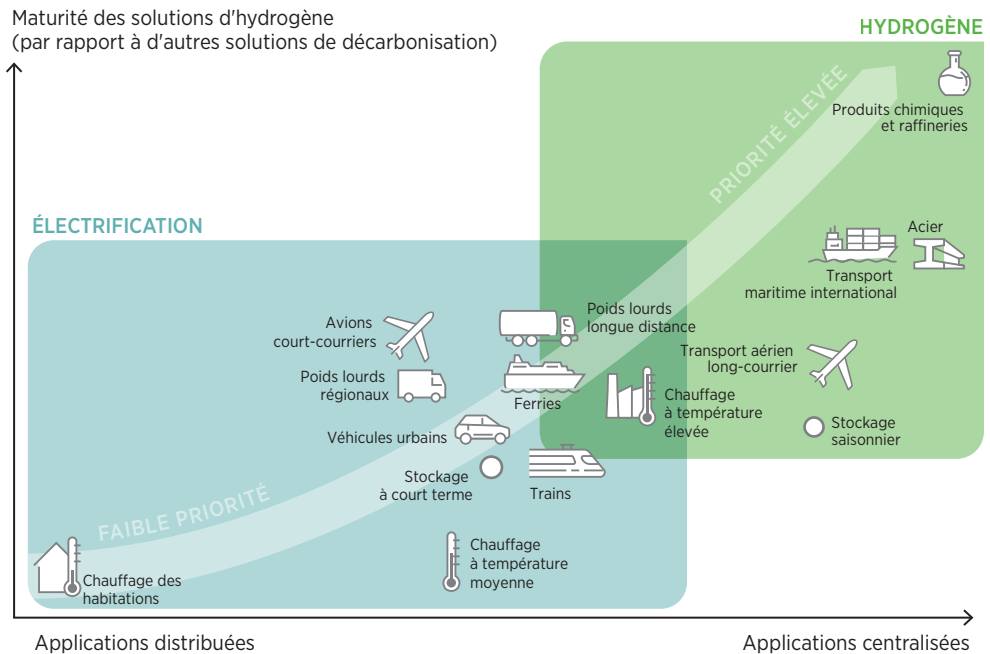 Maturité des solutions d'hydrogène
(par rapport à d'autres solutions de décarbonisation)
HYDROGÈNE
PRIORITÉ ÉLEVÉE
Produits chimiques
et raffineries
ÉLECTRIFICATION
Acier
Transport
maritime international
Avions
court-courriers
Poids lourds
longue distance
Transport aérien
long-courrier
Poids lourds
régionaux
Ferries
Chauffage
à température
élevée
Véhicules urbains
Stockage
saisonnier
Stockage
à court terme
Trains
FAIBLE PRIORITÉ
Chauffage
à température
moyenne
Chauffage des
habitations
Applications distribuées
Applications centralisées